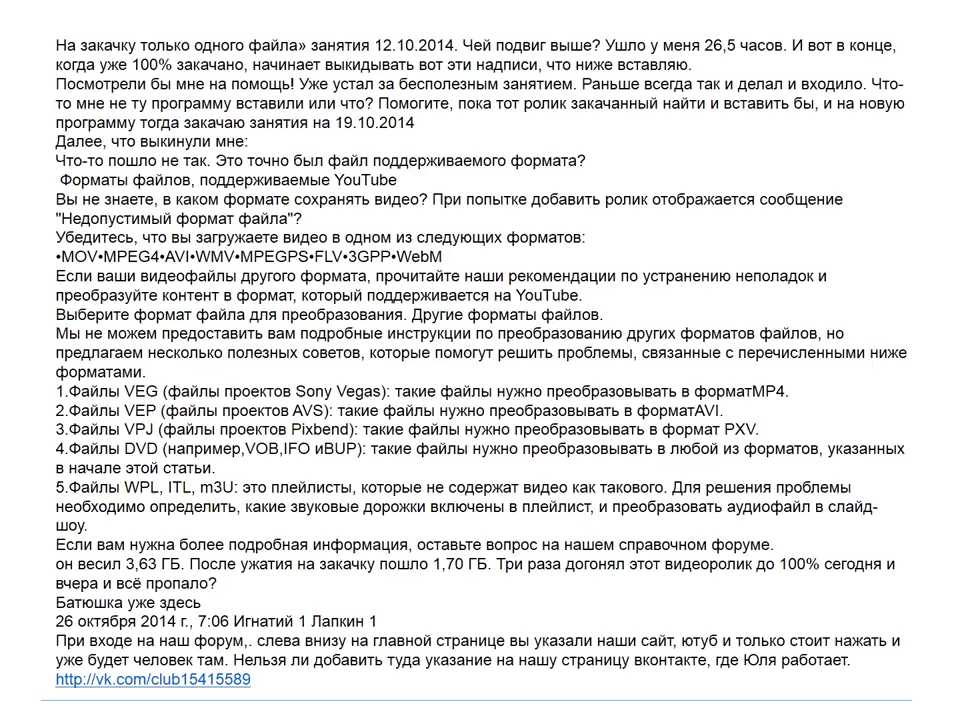 На закачку только одного файла» занятия 12.10.2014. Чей подвиг выше? Ушло у меня 26,5 часов. И вот в конце,
когда уже 100% закачано, начинает выкидывать вот эти надписи, что ниже вставляю.
Посмотрели бы мне на помощь! Уже устал за бесполезным занятием. Раньше всегда так и делал и входило. Что-
то мне не ту программу вставили или что? Помогите, пока тот ролик закачанный найти и вставить бы, и на новую
программу тогда закачаю занятия на 19.10.2014
Далее, что выкинули мне:
Что-то пошло не так. Это точно был файл поддерживаемого формата?
Форматы файлов, поддерживаемые YouTube
Вы не знаете, в каком формате сохранять видео? При попытке добавить ролик отображается сообщение
"Недопустимый формат файла"?
Убедитесь, что вы загружаете видео в одном из следующих форматов:
•MOV•MPEG4•AVI•WMV•MPEGPS•FLV•3GPP•WebM
Если ваши видеофайлы другого формата, прочитайте наши рекомендации по устранению неполадок и
преобразуйте контент в формат, который поддерживается на YouTube.
Выберите формат файла для преобразования. Другие форматы файлов.
Мы не можем предоставить вам подробные инструкции по преобразованию других форматов файлов, но
предлагаем несколько полезных советов, которые помогут решить проблемы, связанные с перечисленными ниже
форматами.
1.Файлы VEG (файлы проектов Sony Vegas): такие файлы нужно преобразовывать в форматMP4.
2.Файлы VEP (файлы проектов AVS): такие файлы нужно преобразовывать в форматAVI.
3.Файлы VPJ (файлы проектов Pixbend): такие файлы нужно преобразовывать в формат PXV.
4.Файлы DVD (например,VOB,IFO иBUP): такие файлы нужно преобразовывать в любой из форматов, указанных
в начале этой статьи.
5.Файлы WPL, ITL, m3U: это плейлисты, которые не содержат видео как такового. Для решения проблемы
необходимо определить, какие звуковые дорожки включены в плейлист, и преобразовать аудиофайл в слайд-
шоу.
Если вам нужна более подробная информация, оставьте вопрос на нашем справочном форуме.
он весил 3,63 ГБ. После ужатия на закачку пошло 1,70 ГБ. Три раза догонял этот видеоролик до 100% сегодня и
вчера и всё пропало?
Батюшка уже здесь
26 октября 2014 г., 7:06 Игнатий 1 Лапкин 1
При входе на наш форум,. слева внизу на главной странице вы указали наши сайт, ютуб и только стоит нажать и
уже будет человек там. Нельзя ли добавить туда указание на нашу страницу вконтакте, где Юля работает.
http://vk.com/club15415589